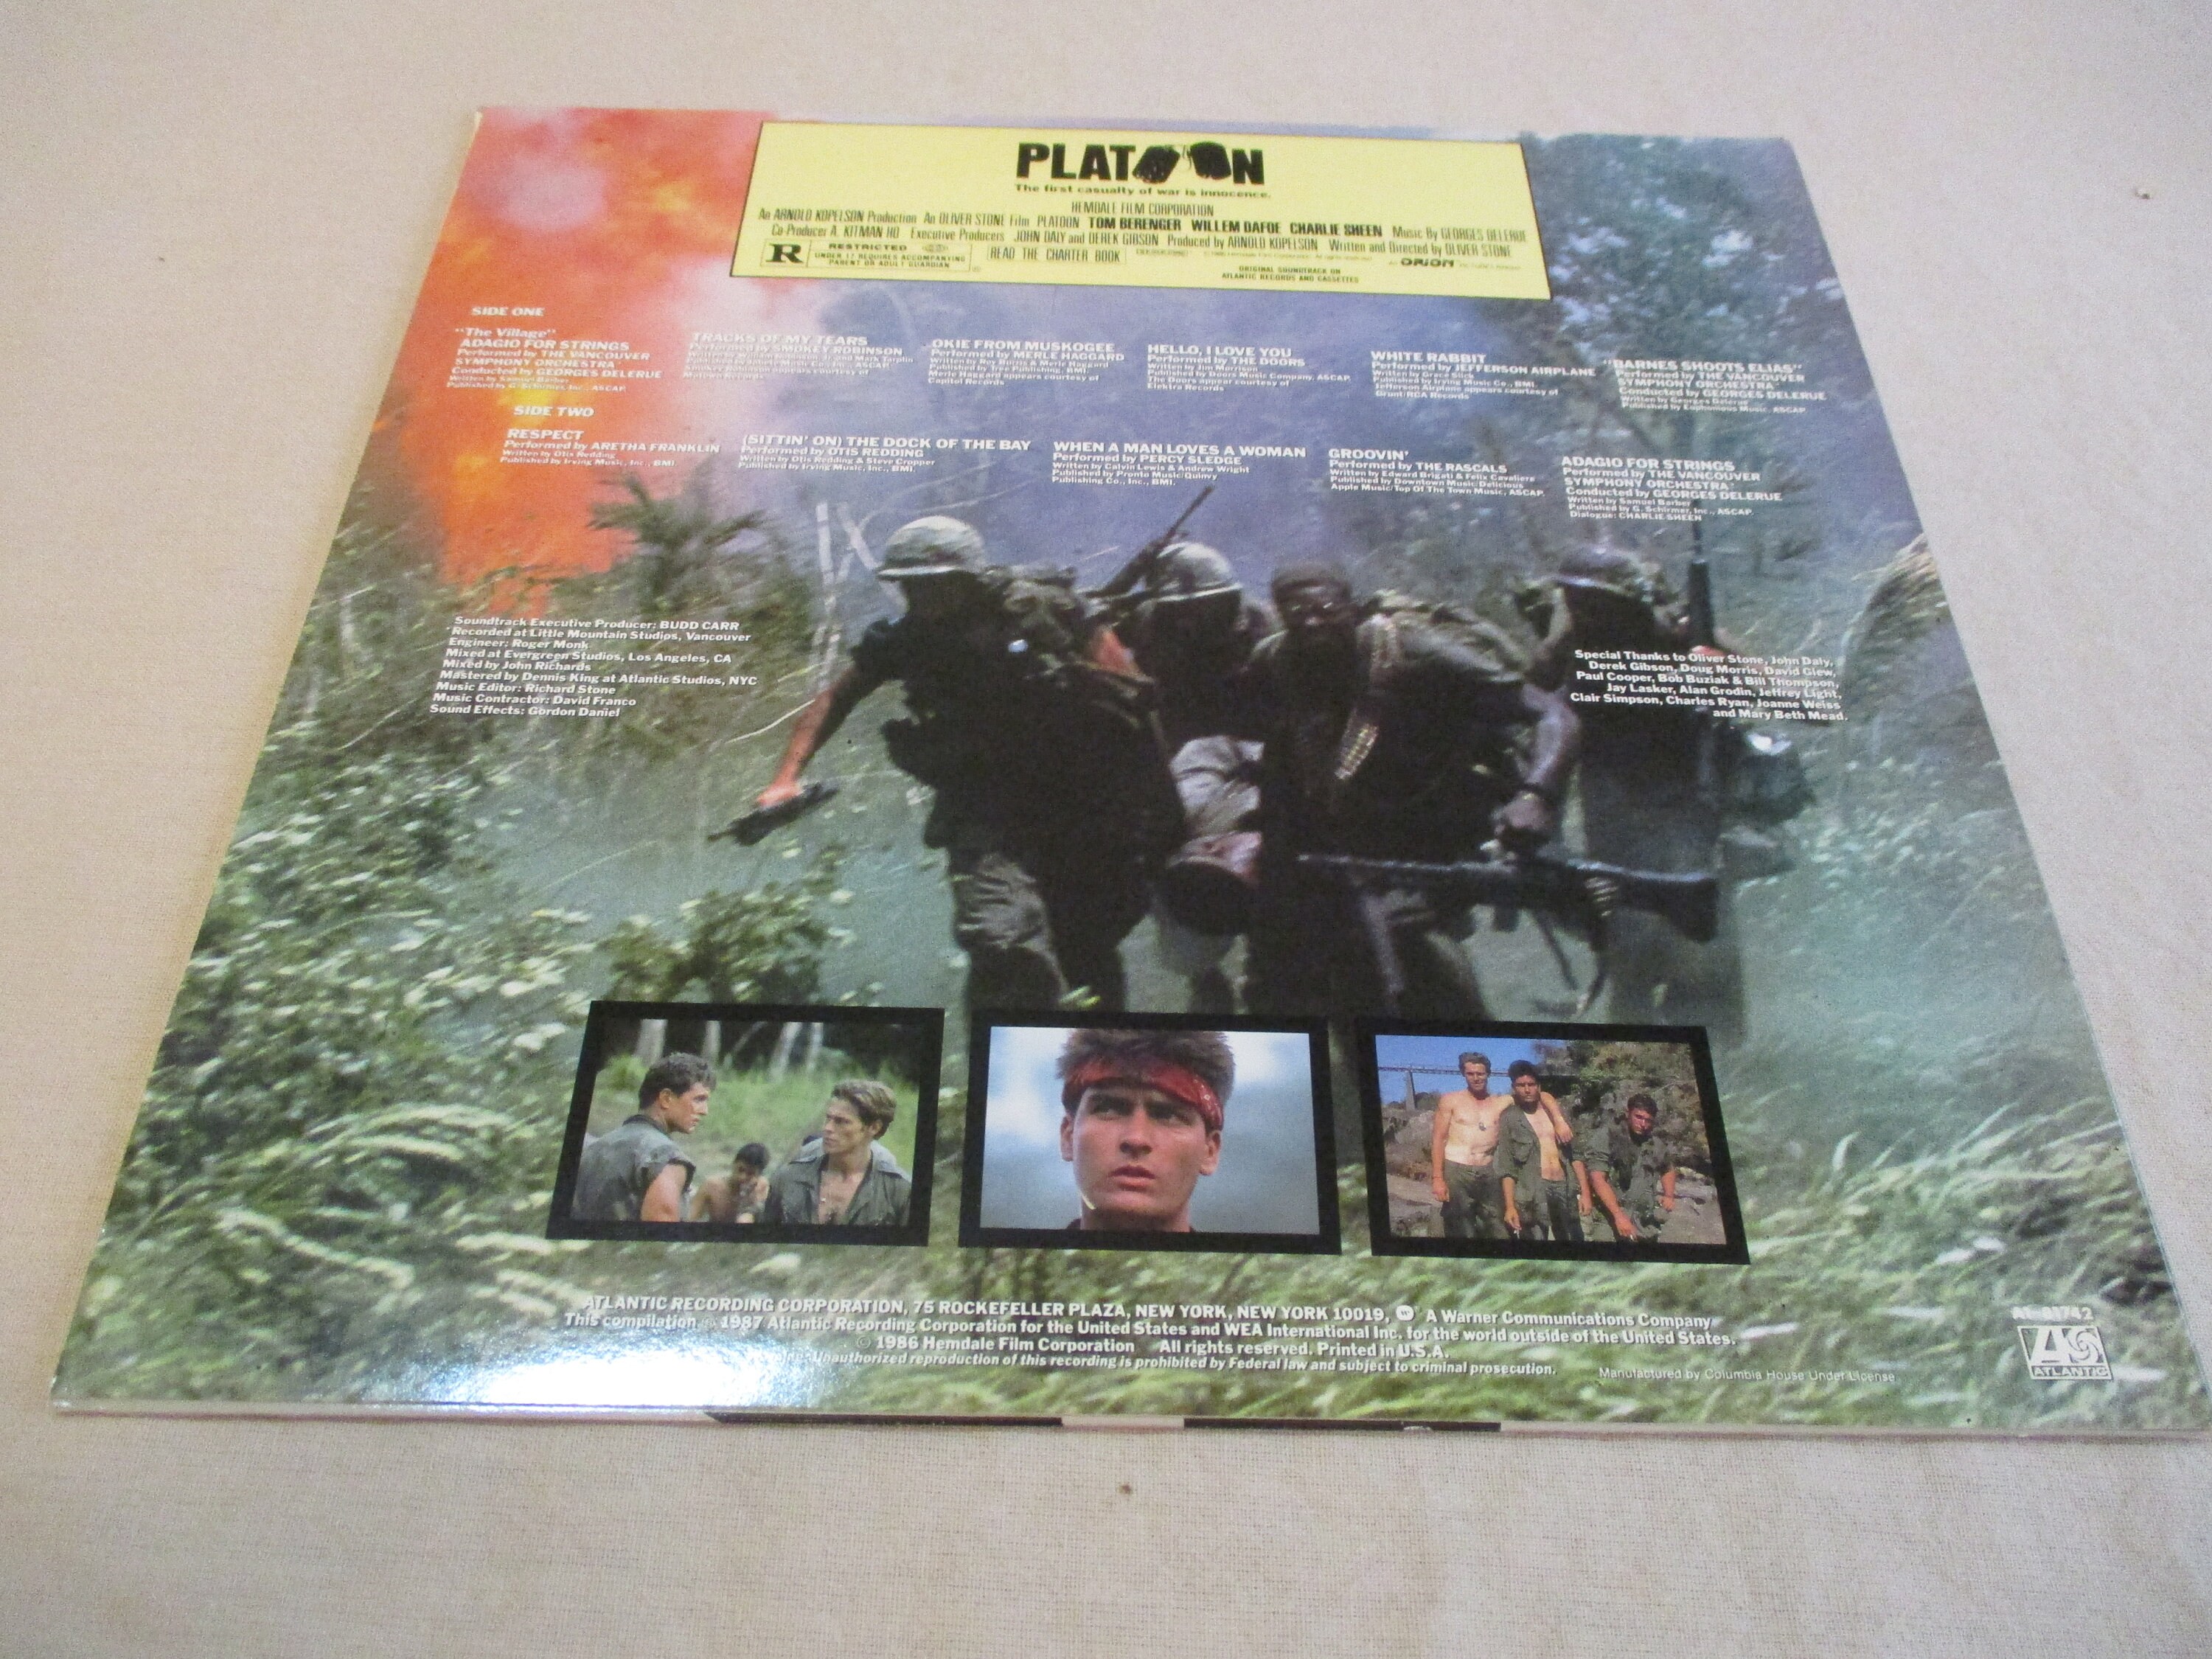 PLATOON
The first casualty of war is innocence.
HEMDALE FILM CORPORATION
An ARNOLD KOPELSON Production An OLIVER STONE Film PLATOON TOM BERENGER WILLEM DAFOE CHARLIE SHEEN Music By GEORGES DELERUE
Co-Producer A. KITMAN HO Executive Producers JOHN DALY and DEREK GIBSON Produced by ARNOLD KOPELSON Written and Directed by OLIVER STONE
R RESTRICTED
UNDER 17 REQUIRES ACCOMPANYING
PARENT OR ADULT GUARDIAN
READ THE CHARTER BOOK
ORION
ORIGINAL SOUNDTRACK ON
ATLANTIC RECORDS AND CASSETTES
SIDE ONE
"The Village"
ADAGIO FOR STRINGS
Performed by THE VANCOUVER
SYMPHONY ORCHESTRA
Conducted by GEORGES DELERUE
Written by Samuel Barber
Published by G. Schirmer, Inc., ASCAP.
TRACKS OF MY TEARS
Performed by SMOKEY ROBINSON
OKIE FROM MUSKOGEE
Performed by MERLE HAGGARD
Written by Roy Burris & Merle Haggard
Published by Tree Publishing, BMI.
Merle Haggard appears courtesy of
Capitol Records
HELLO, I LOVE YOU
Performed by THE DOORS
Written by Jim Morrison
Published by Doors Music Company, ASCAP.
The Doors appear courtesy of
Elektra Records
WHITE RABBIT
Performed by JEFFERSON AIRPLANE
Written by Grace Slick
Published by Irving Music Co., BMI.
Jefferson Airplane appears courtesy of
Grunt/RCA Records
"BARNES SHOOTS ELIAS"
Performed by THE VANCOUVER
SYMPHONY ORCHESTRA
Conducted by GEORGES DELERUE
Written by Georges Delerue
Published by Euphonious Music, ASCAP.
SIDE TWO
RESPECT
Performed by ARETHA FRANKLIN
Written by Otis Redding
Published by Irving Music, Inc., BMI.
(SITTIN' ON) THE DOCK OF THE BAY
Performed by OTIS REDDING
Written by Otis Redding & Steve Cropper
Published by Irving Music, Inc., BMI.
WHEN A MAN LOVES A WOMAN
Performed by PERCY SLEDGE
Written by Calvin Lewis & Andrew Wright
Published by Pronto Music/Quinvy
Publishing Co., Inc., BMI.
GROOVIN'
Performed by THE RASCALS
Written by Edward Brigati & Felix Cavaliere
Published by Downtown Music/Delicious
Apple Music/Top Of The Town Music, ASCAP.
ADAGIO FOR STRINGS
Performed by THE VANCOUVER
SYMPHONY ORCHESTRA
Conducted by GEORGES DELERUE
Written by Samuel Barber
Published by G. Schirmer, Inc., ASCAP.
Dialogue: CHARLIE SHEEN
Soundtrack Executive Producer: BUDD CARR
Recorded at Little Mountain Studios, Vancouver
Engineer: Roger Monk
Mixed at Evergreen Studios, Los Angeles, CA
Mixed by John Richards
Mastered by Dennis King at Atlantic Studios, NYC
Music Editor: Richard Stone
Music Contractor: David Franco
Sound Effects: Gordon Daniel
Special Thanks to Oliver Stone, John Daly,
Derek Gibson, Doug Morris, David Glew,
Paul Cooper, Bob Buziak & Bill Thompson,
Jay Lasker, Alan Grodin, Jeffrey Light,
Clair Simpson, Charles Ryan, Joanne Weiss
and Mary Beth Mead.
ATLANTIC RECORDING CORPORATION, 75 ROCKEFELLER PLAZA, NEW YORK, NEW YORK 10019, A Warner Communications Company
This compilation 1987 Atlantic Recording Corporation for the United States and WEA International Inc. for the world outside of the United States.
© 1986 Hemdale Film Corporation All rights reserved. Printed in U.S.A.
Unauthorized reproduction of this recording is prohibited by Federal law and subject to criminal prosecution.
Manufactured by Columbia House Under License
81742
ATLANTIC